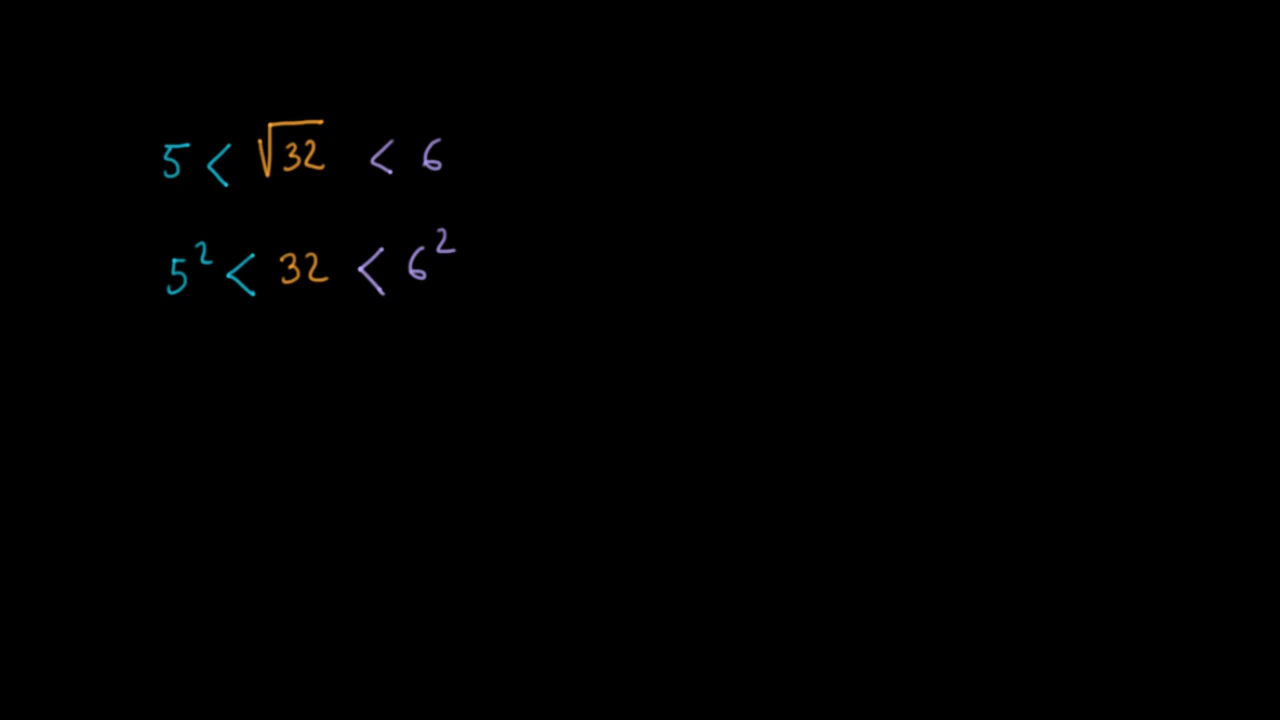 5 < √32 < 6
5² < 32 < 6²